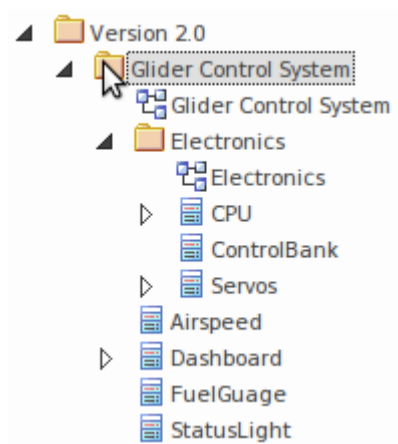 Version 2.0
Glider Control System
Glider Control System
Electronics
Electronics
CPU
ControlBank
Servos
Airspeed
Dashboard
FuelGuage
StatusLight